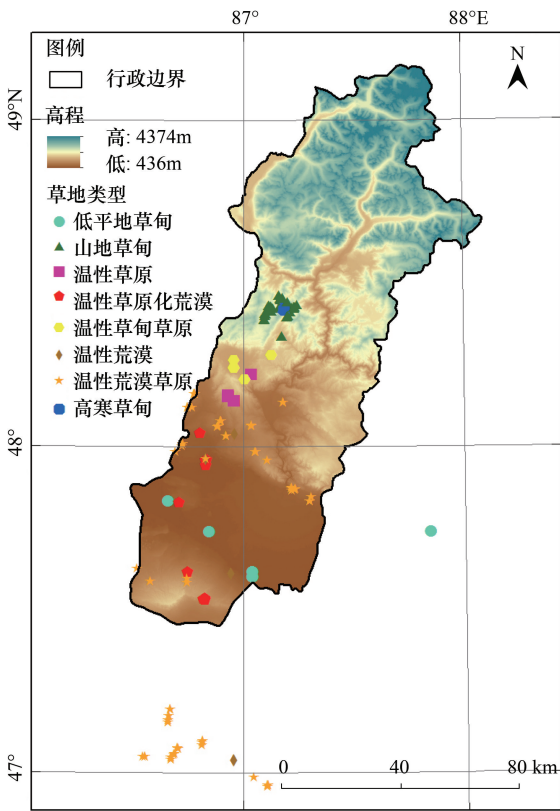 87°
88°E
N
图例
行政边界
49°N
高程
高: 4374m
低: 436m
草地类型
低平地草甸
山地草甸
温性草原
温性草原化荒漠
温性草甸草原
温性荒漠
温性荒漠草原
高寒草甸
48°
47°
0 40 80 km